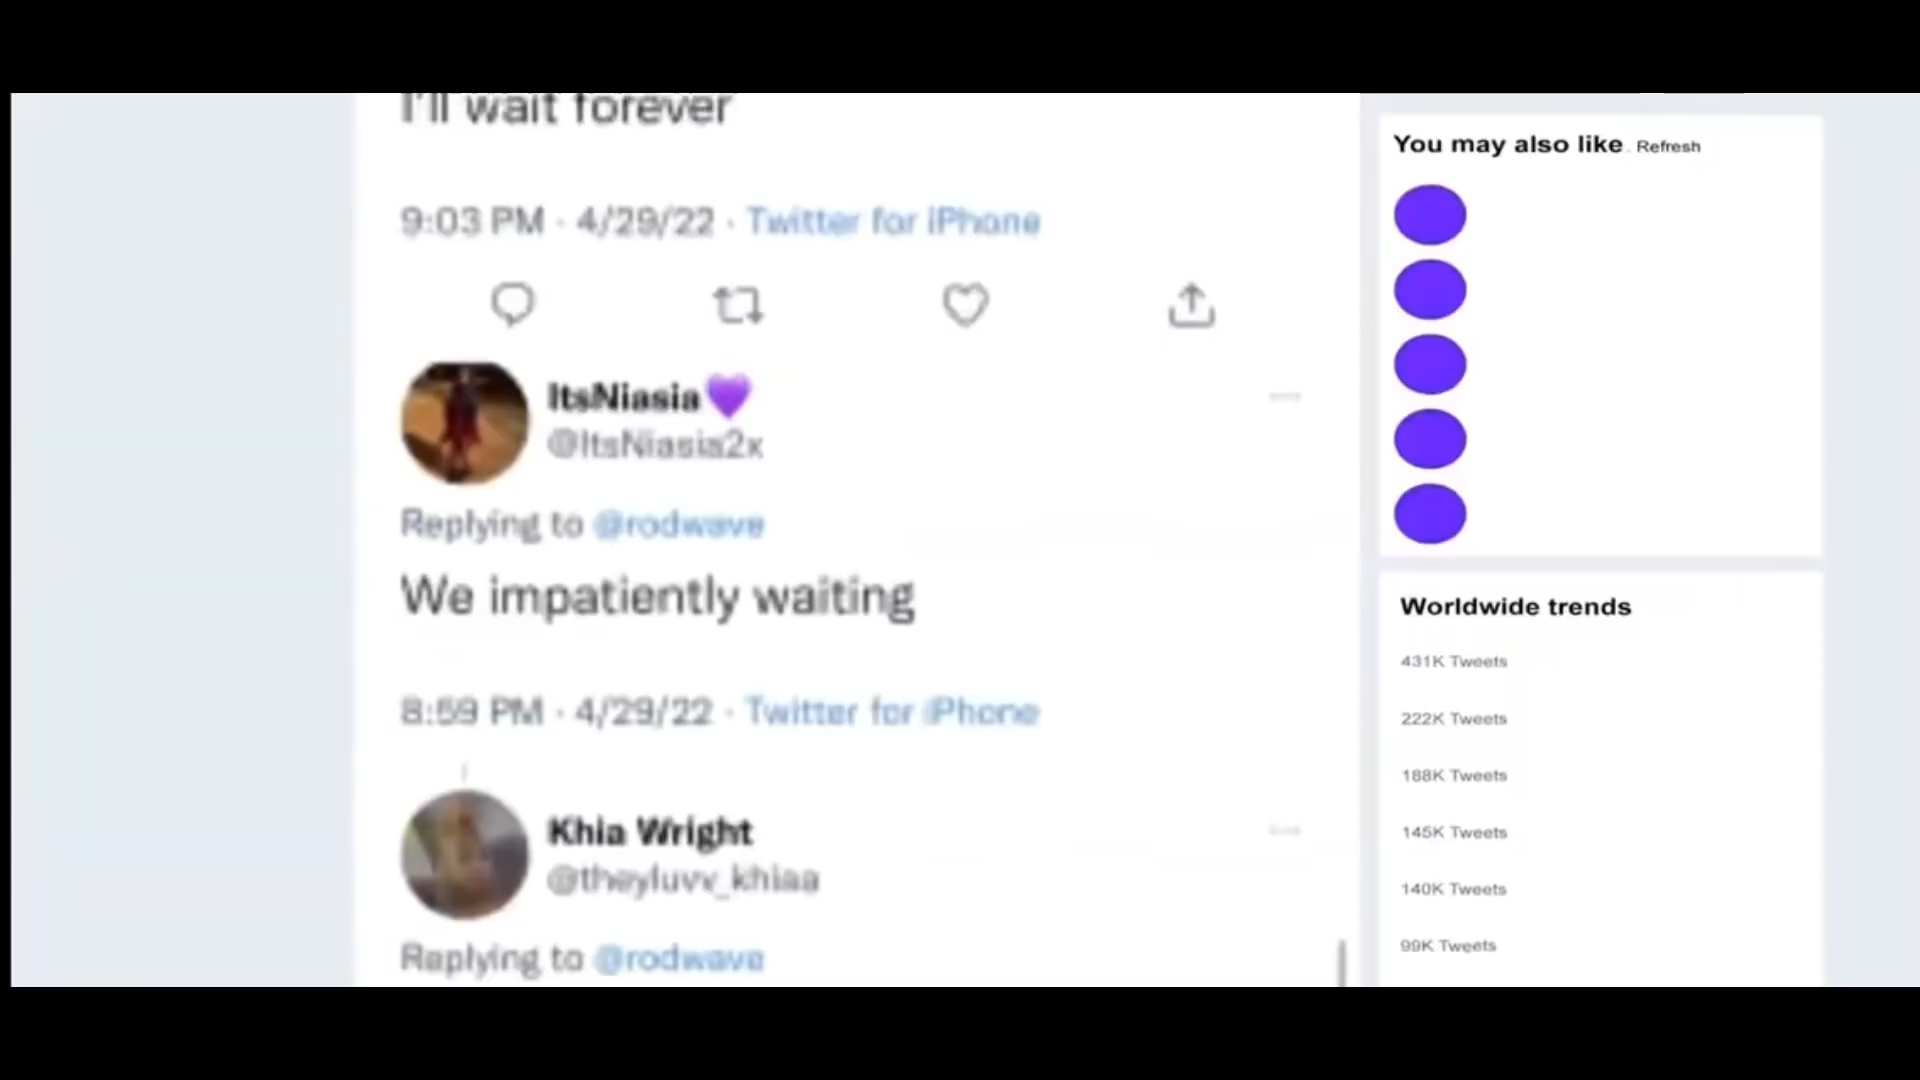 I'll wait forever
9:03 PM · 4/29/22 · Twitter for iPhone
ItsNiasia💜
@ItsNiasia2x
Replying to @rodwave
We impatiently waiting
8:59 PM · 4/29/22 · Twitter for iPhone
Khia Wright
@theyluvv_khiaa
Replying to @rodwave
You may also like . Refresh
Worldwide trends
431K Tweets
222K Tweets
188K Tweets
145K Tweets
140K Tweets
99K Tweets